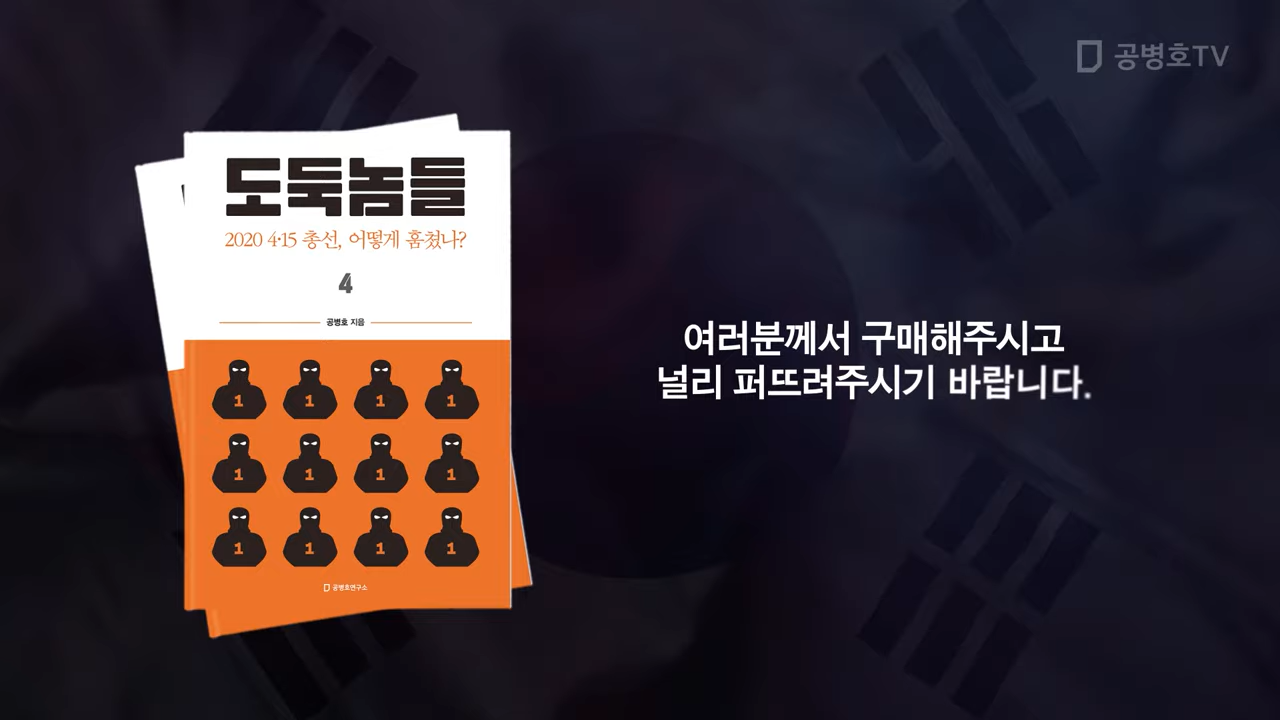 공병호TV
도둑놈들
2020 4·15 총선, 어떻게 훔쳤나?
4
공병호 지음
1 1 1 1
1 1 1 1
1 1 1 1
공병호연구소
여러분께서 구매해주시고
널리 퍼뜨려주시기 바랍니다.